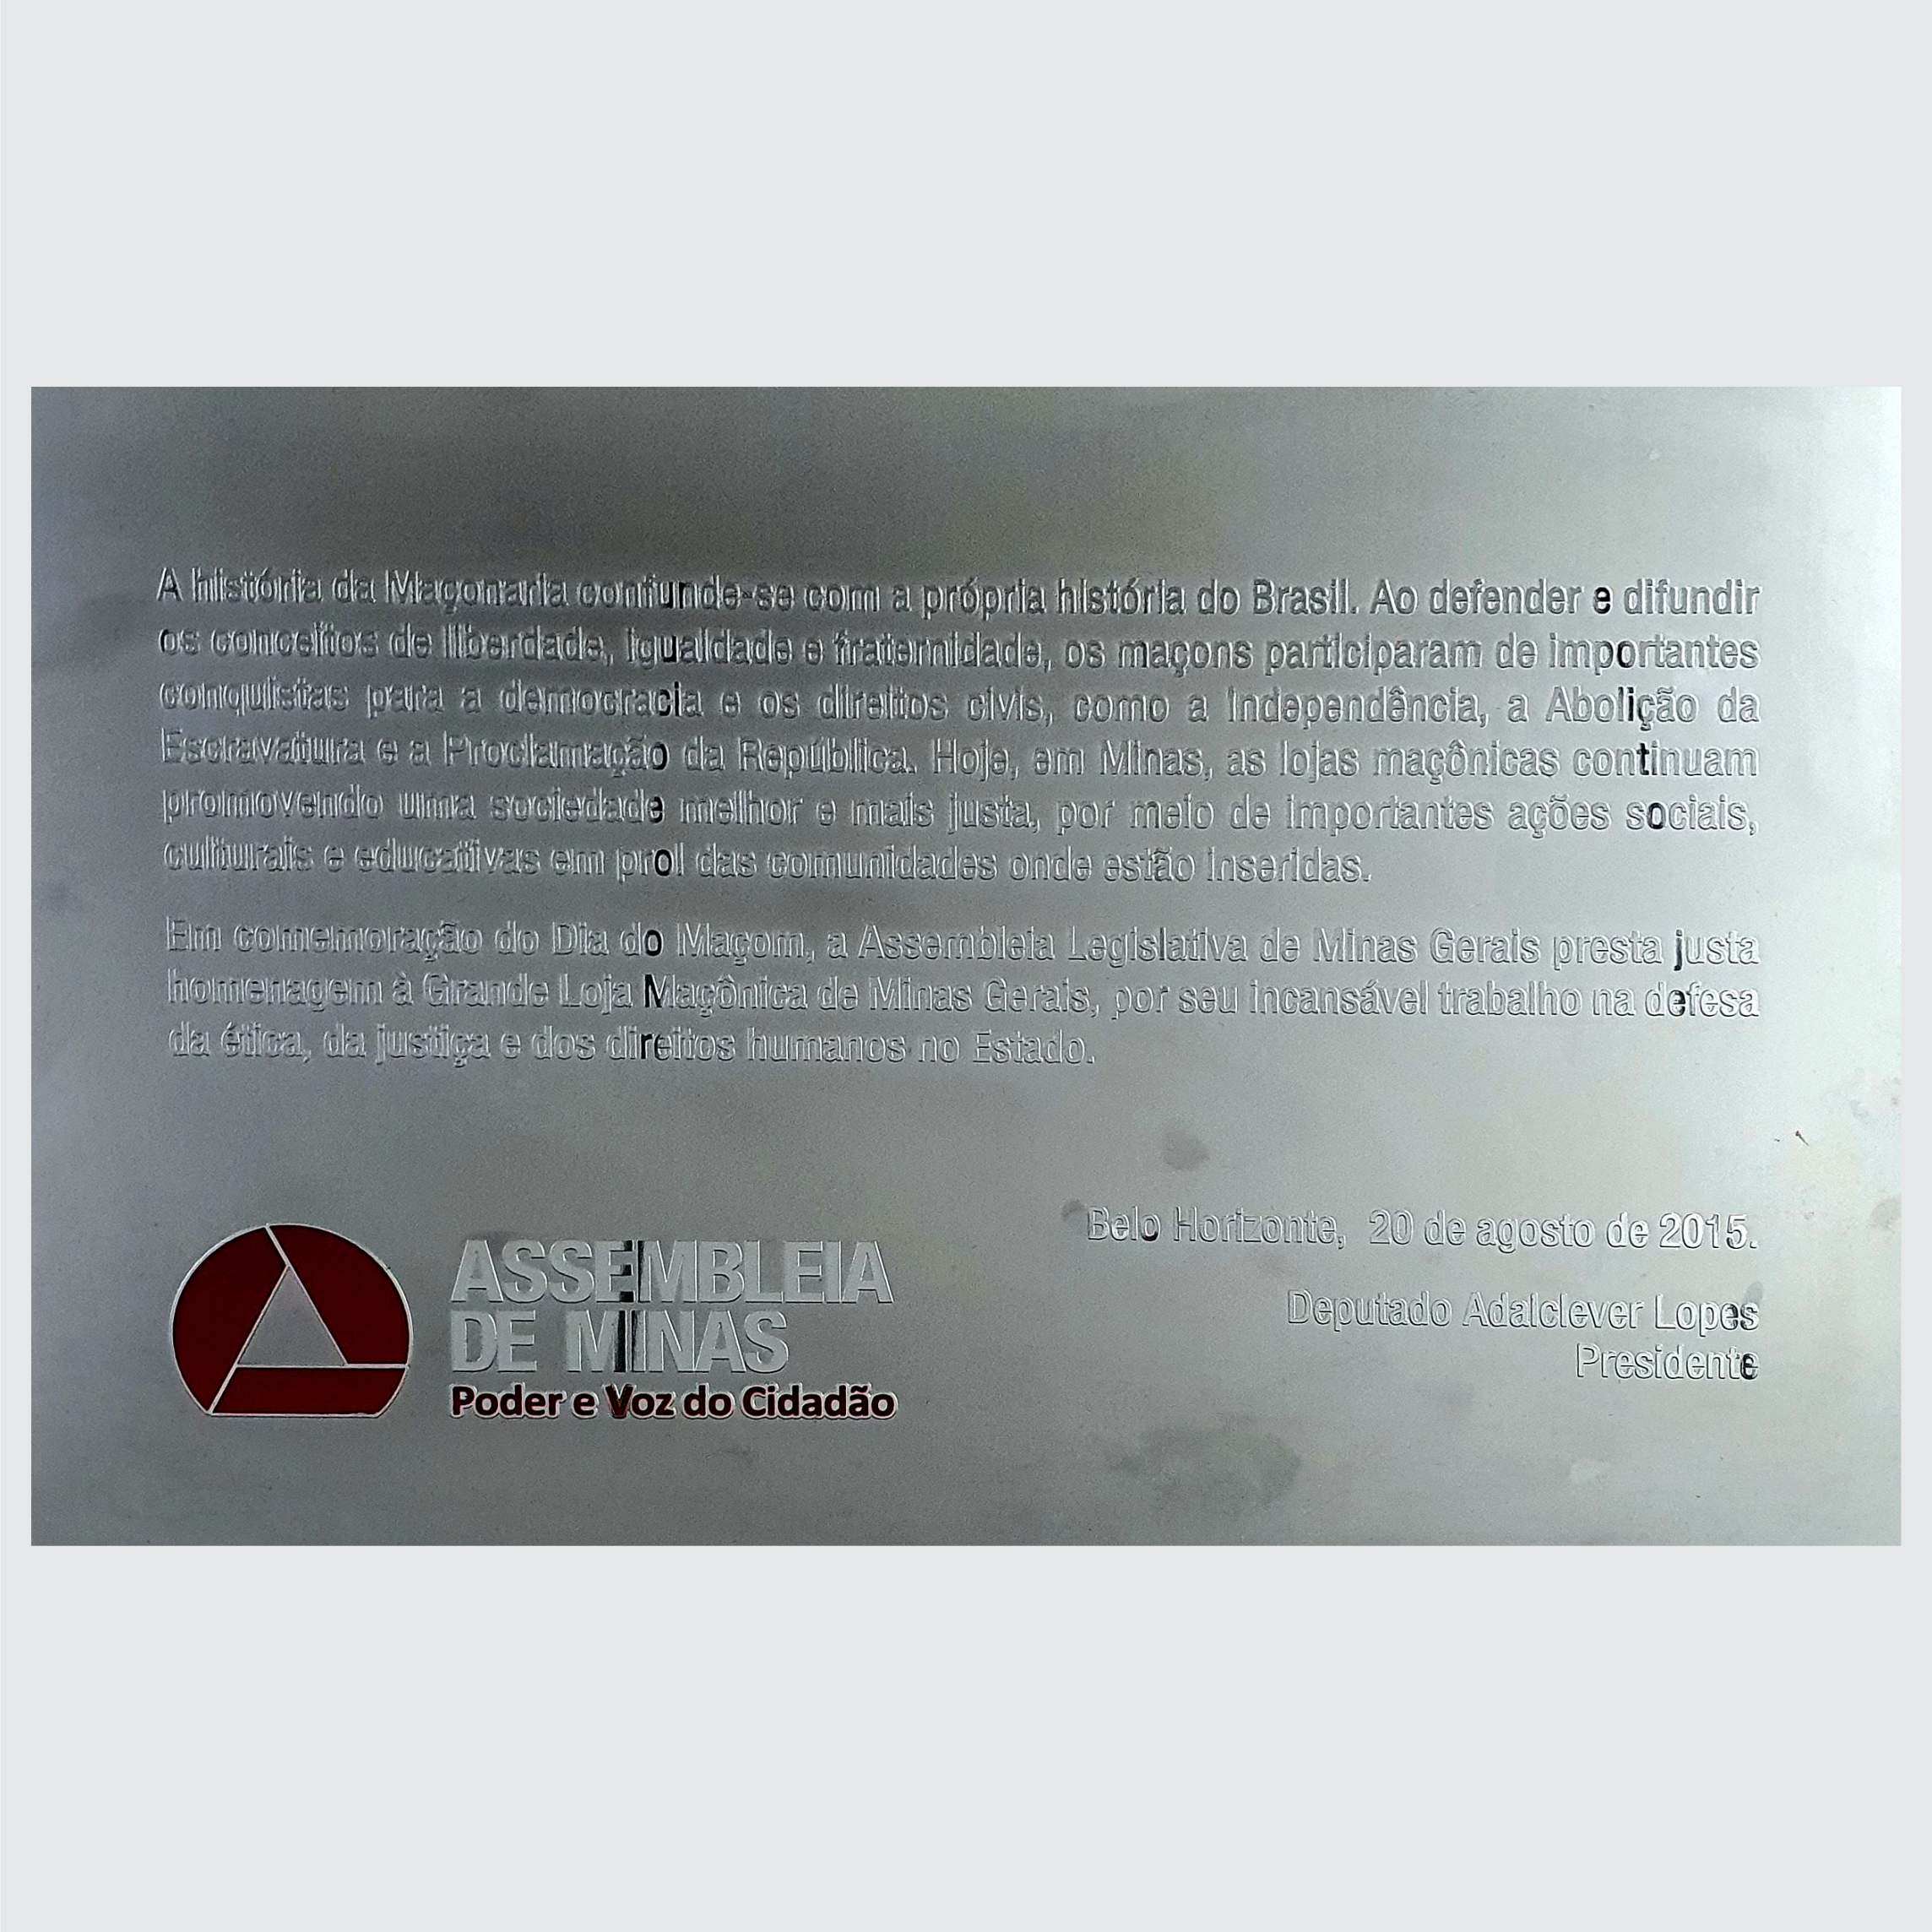 A história da Maçonaria confunde-se com a própria história do Brasil. Ao defender e difundir
os conceitos de liberdade, igualdade e fraternidade, os maçons participaram de importantes
conquistas para a democracia e os direitos civis, como a Independência, a Abolição da
Escravatura e a Proclamação da República. Hoje, em Minas, as lojas maçônicas continuam
promovendo uma sociedade melhor e mais justa, por meio de importantes ações sociais,
culturais e educativas em prol das comunidades onde estão inseridas.
Em comemoração do Dia do Maçom, a Assembleia Legislativa de Minas Gerais presta justa
homenagem à Grande Loja Maçônica de Minas Gerais, por seu incansável trabalho na defesa
da ética, da justiça e dos direitos humanos no Estado.
Belo Horizonte, 20 de agosto de 2015.
Deputado Adalclever Lopes
Presidente
ASSEMBLEIA
DE MINAS
Poder e Voz do Cidadão